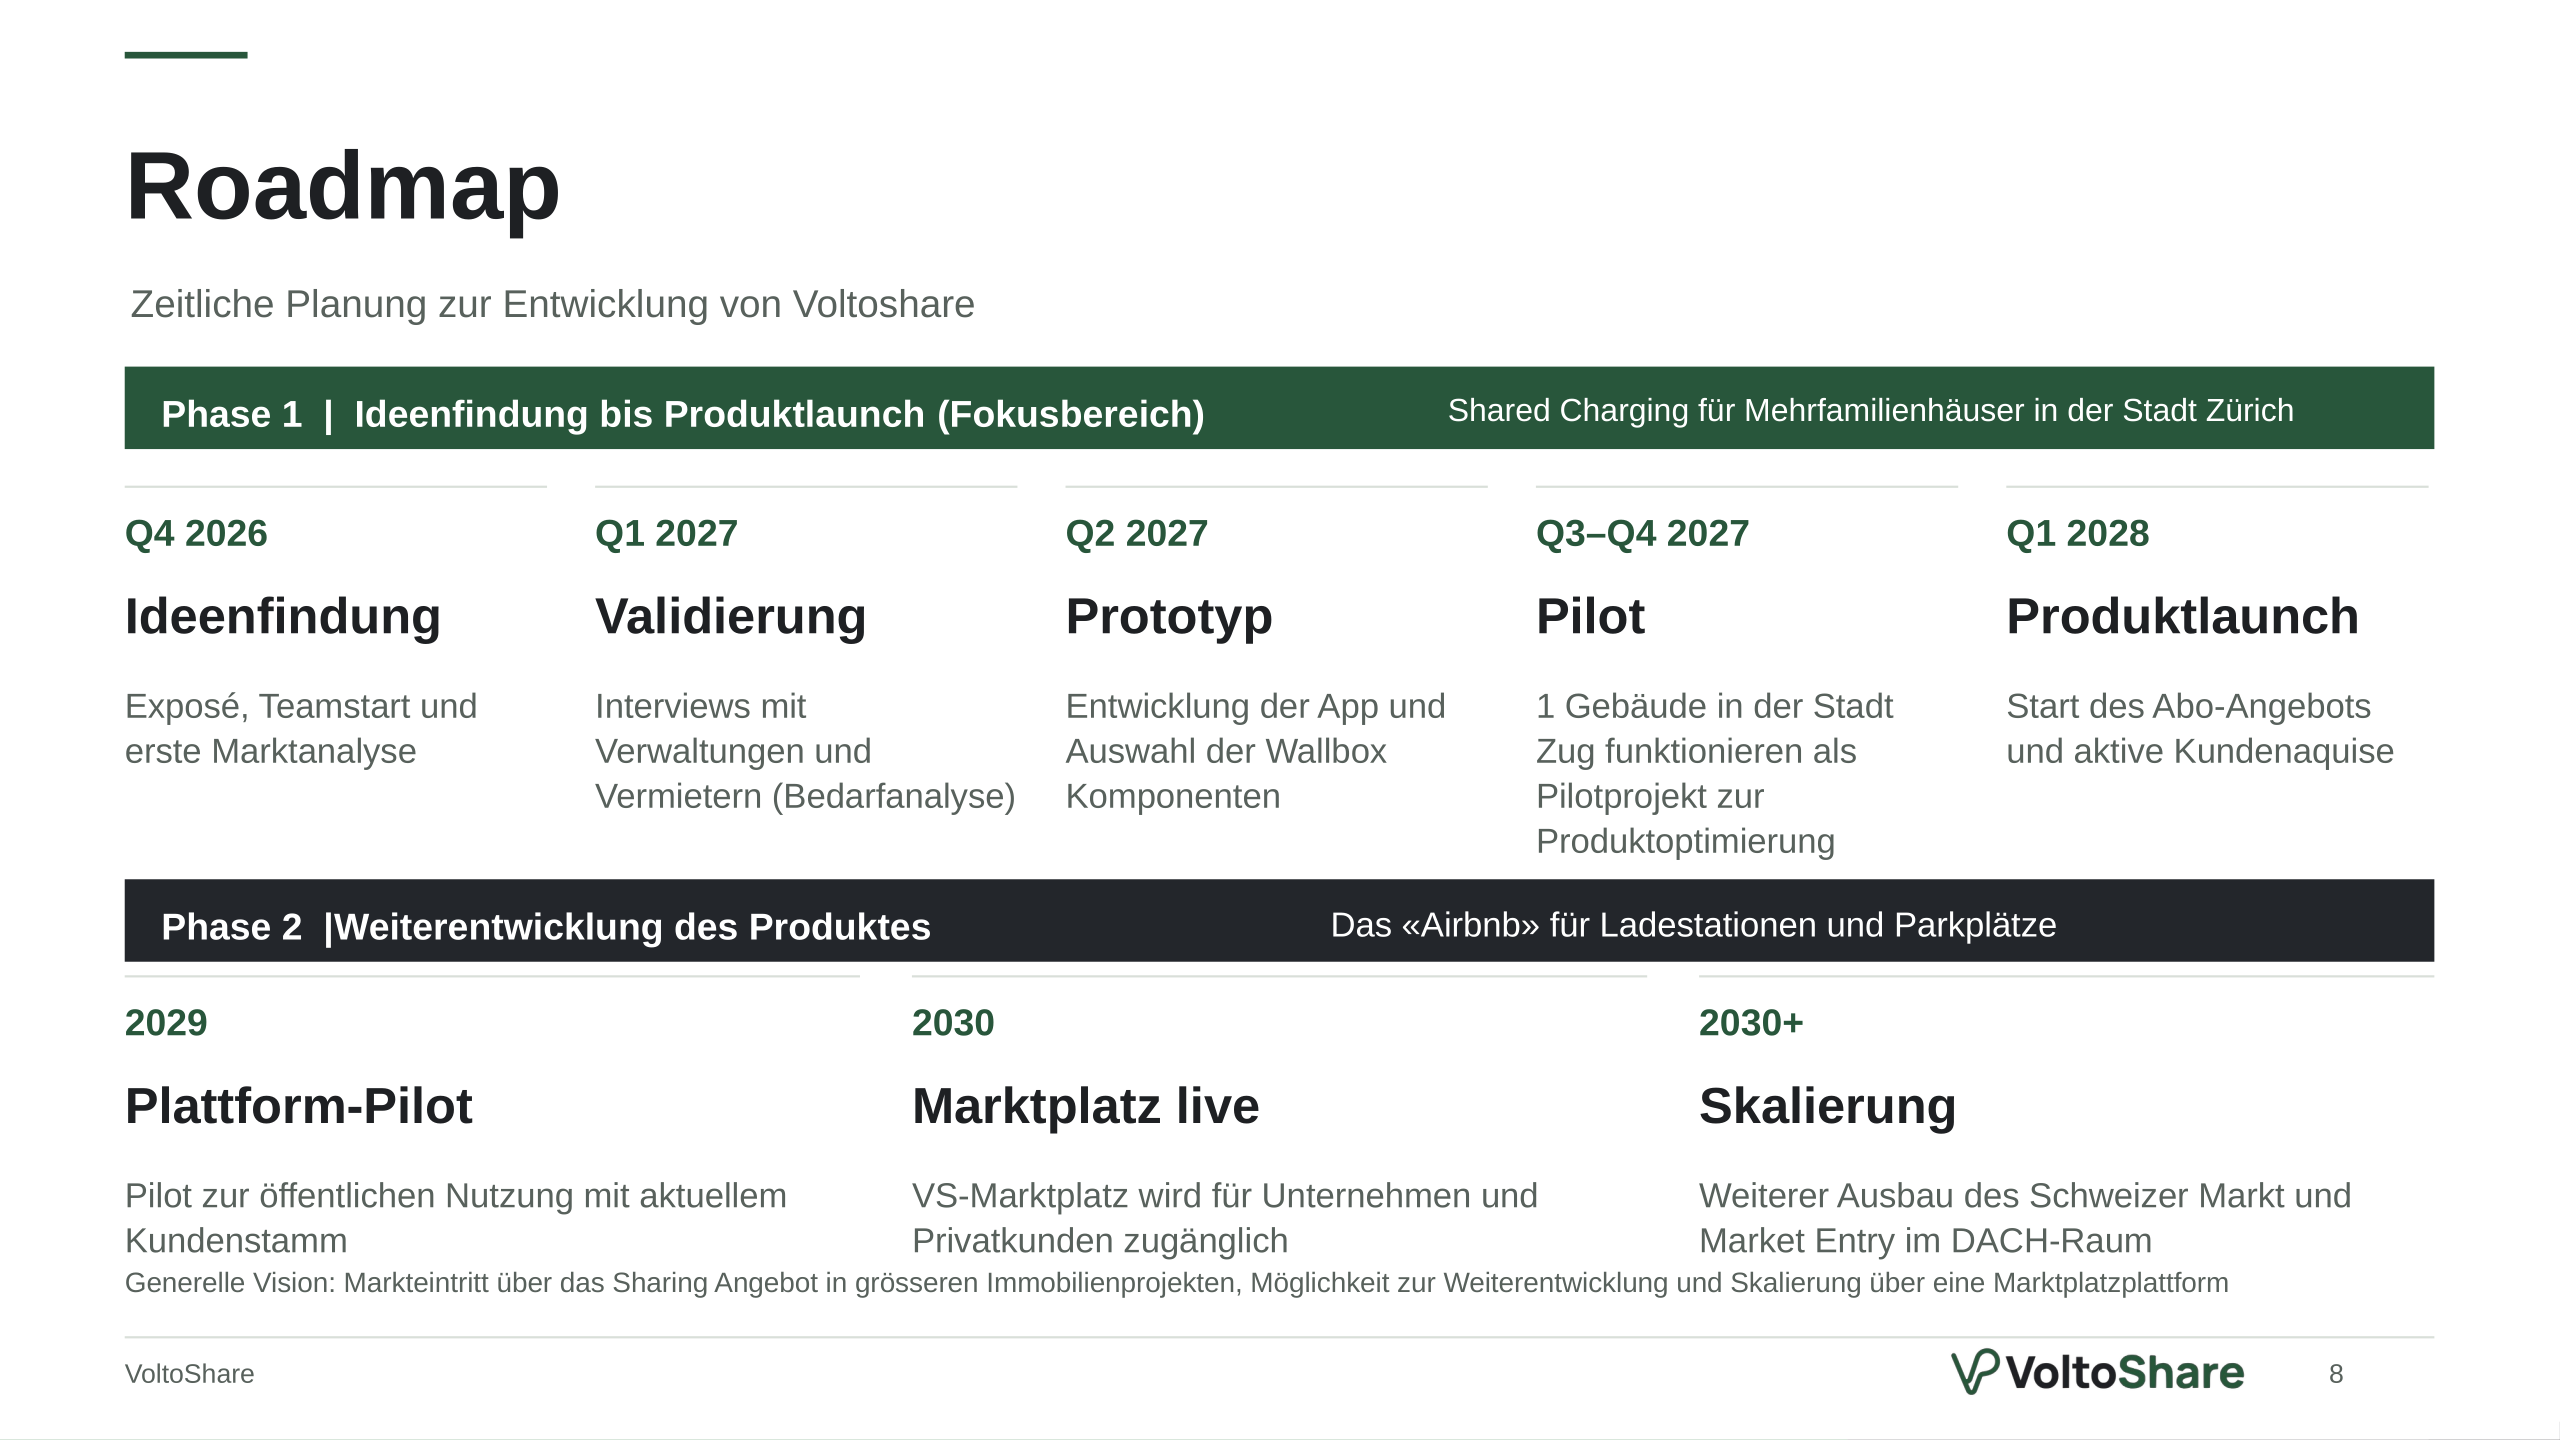 Roadmap
Zeitliche Planung zur Entwicklung von Voltoshare
Phase 1 | Ideenfindung bis Produktlaunch (Fokusbereich)
Shared Charging für Mehrfamilienhäuser in der Stadt Zürich
Q4 2026
Ideenfindung
Exposé, Teamstart und
erste Marktanalyse
Q1 2027
Validierung
Interviews mit
Verwaltungen und
Vermietern (Bedarfanalyse)
Q2 2027
Prototyp
Entwicklung der App und
Auswahl der Wallbox
Komponenten
Q3–Q4 2027
Pilot
1 Gebäude in der Stadt
Zug funktionieren als
Pilotprojekt zur
Produktoptimierung
Q1 2028
Produktlaunch
Start des Abo-Angebots
und aktive Kundenaquise
Phase 2 |Weiterentwicklung des Produktes
Das «Airbnb» für Ladestationen und Parkplätze
2029
Plattform-Pilot
Pilot zur öffentlichen Nutzung mit aktuellem
Kundenstamm
2030
Marktplatz live
VS-Marktplatz wird für Unternehmen und
Privatkunden zugänglich
2030+
Skalierung
Weiterer Ausbau des Schweizer Markt und
Market Entry im DACH-Raum
Generelle Vision: Markteintritt über das Sharing Angebot in grösseren Immobilienprojekten, Möglichkeit zur Weiterentwicklung und Skalierung über eine Marktplatzplattform
VoltoShare
VoltoShare
8